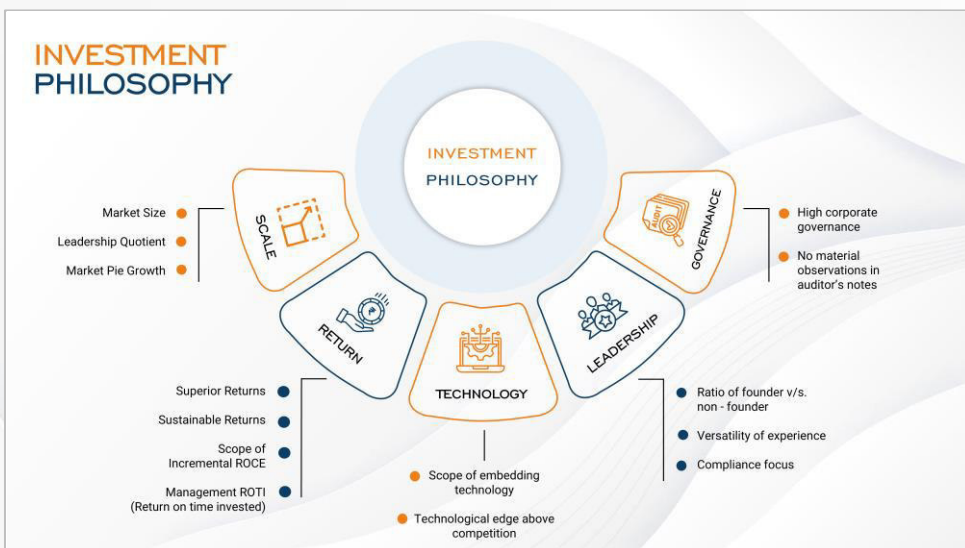 INVESTMENT
PHILOSOPHY
INVESTMENT
PHILOSOPHY
SCALE
Market Size
Leadership Quotient
Market Pie Growth
RETURN
Superior Returns
Sustainable Returns
Scope of
Incremental ROCE
Management ROTI
(Return on time invested)
TECHNOLOGY
Scope of embedding
technology
Technological edge above
competition
LEADERSHIP
Ratio of founder v/s.
non - founder
Versatility of experience
Compliance focus
AUDIT
GOVERNANCE
High corporate
governance
No material
observations in
auditor's notes